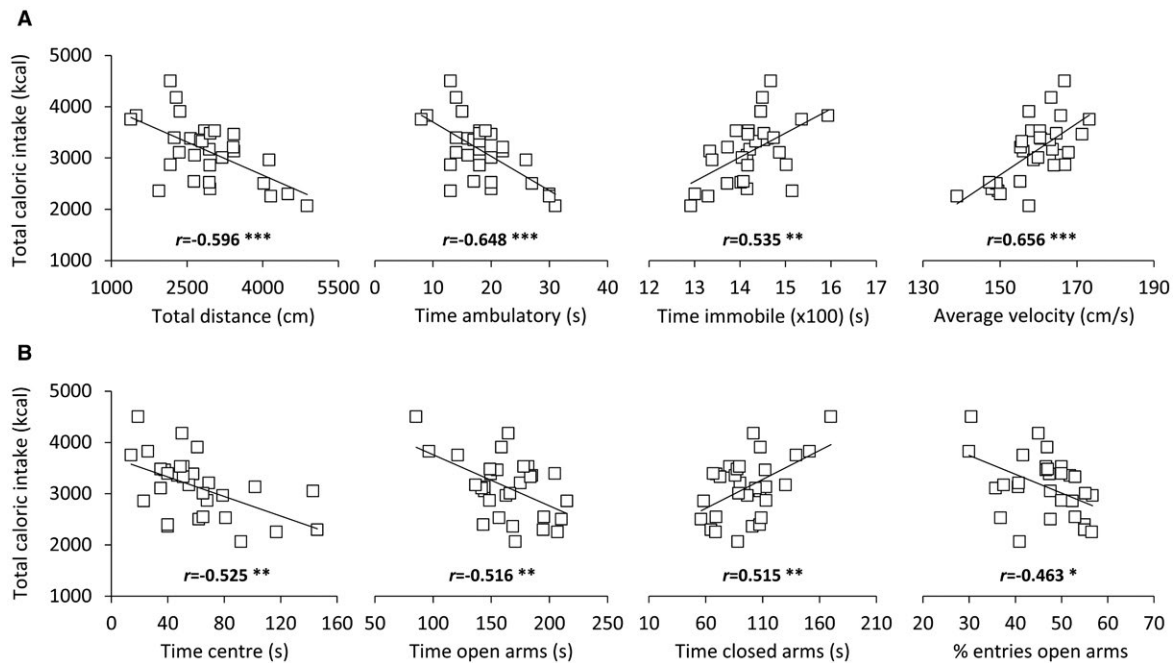 A
Total caloric intake (kcal)
5000
4000
3000
2000
1000
r=-0.596 ***
r=-0.648 ***
r=0.535 **
r=0.656 ***
1000 2500 4000 5500
0 10 20 30 40
12 13 14 15 16 17
130 150 170 190
Total distance (cm)
Time ambulatory (s)
Time immobile (x100) (s)
Average velocity (cm/s)
B
Total caloric intake (kcal)
5000
4000
3000
2000
1000
r=-0.525 **
r=-0.516 **
r=0.515 **
r=-0.463 *
0 40 80 120 160
50 100 150 200 250
10 60 110 160 210
20 30 40 50 60 70
Time centre (s)
Time open arms (s)
Time closed arms (s)
% entries open arms